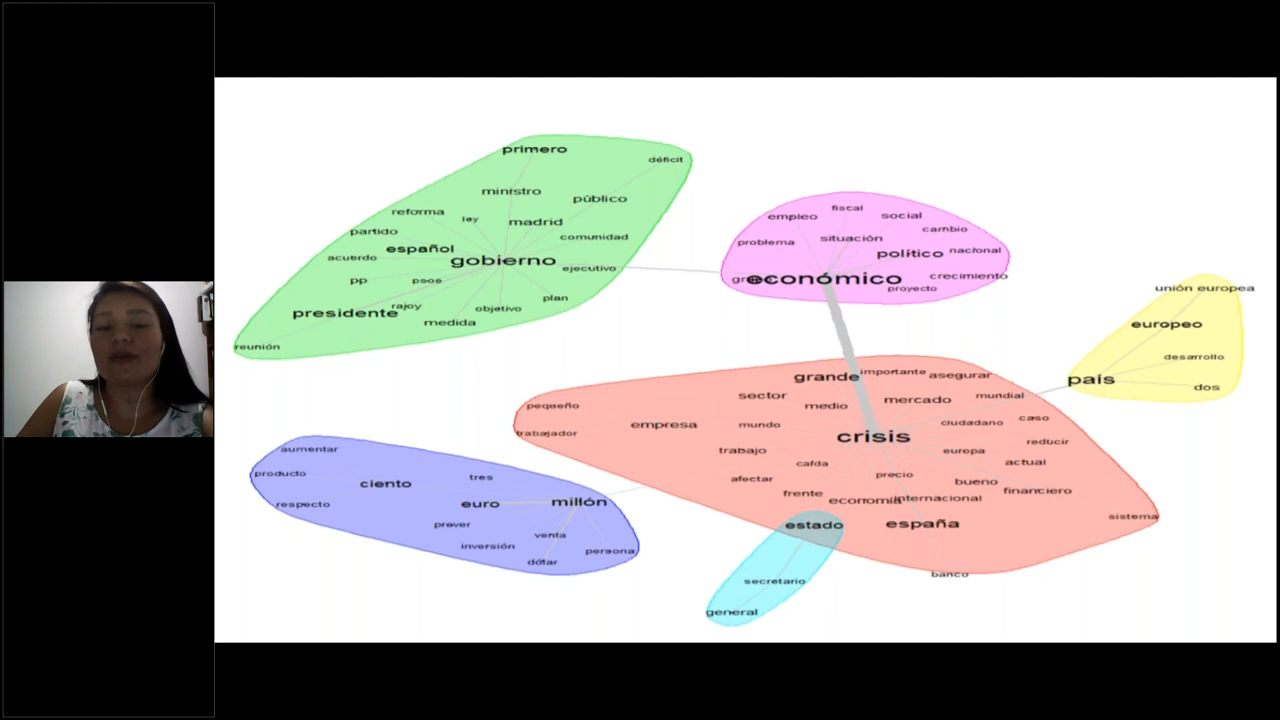 primero
déficit
ministro
público
reforma
ley
madrid
partido
comunidad
español
acuerdo
gobierno
ejecutivo
pp
psoe
plan
rajoy
objetivo
presidente
medida
reunión
fiscal
empleo
social
cambio
problema
situación
político
nacional
económico
crecimiento
proyecto
unión europea
europeo
desarrollo
país
dos
grande
importante
asegurar
sector
mercado
mundial
pequeño
medio
empresa
mundo
ciudadano
caso
trabajador
crisis
reducir
trabajo
europa
caída
actual
afectar
precio
bueno
frente
economía
internacional
financiero
estado
españa
sistema
banco
secretario
general
aumentar
producto
ciento
tres
respecto
euro
millón
prever
venta
inversión
persona
dólar